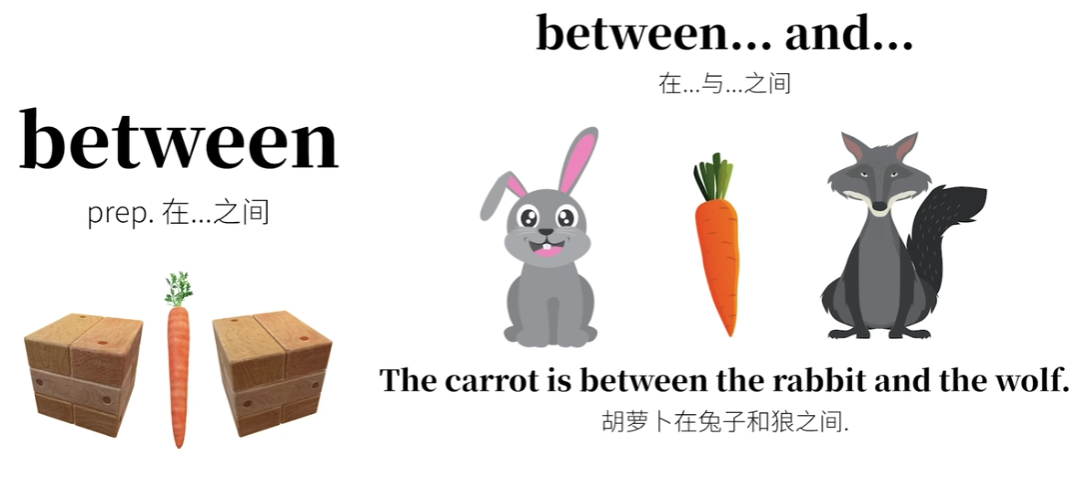 between
prep. 在...之间
between... and...
在...与...之间
The carrot is between the rabbit and the wolf.
胡萝卜在兔子和狼之间.